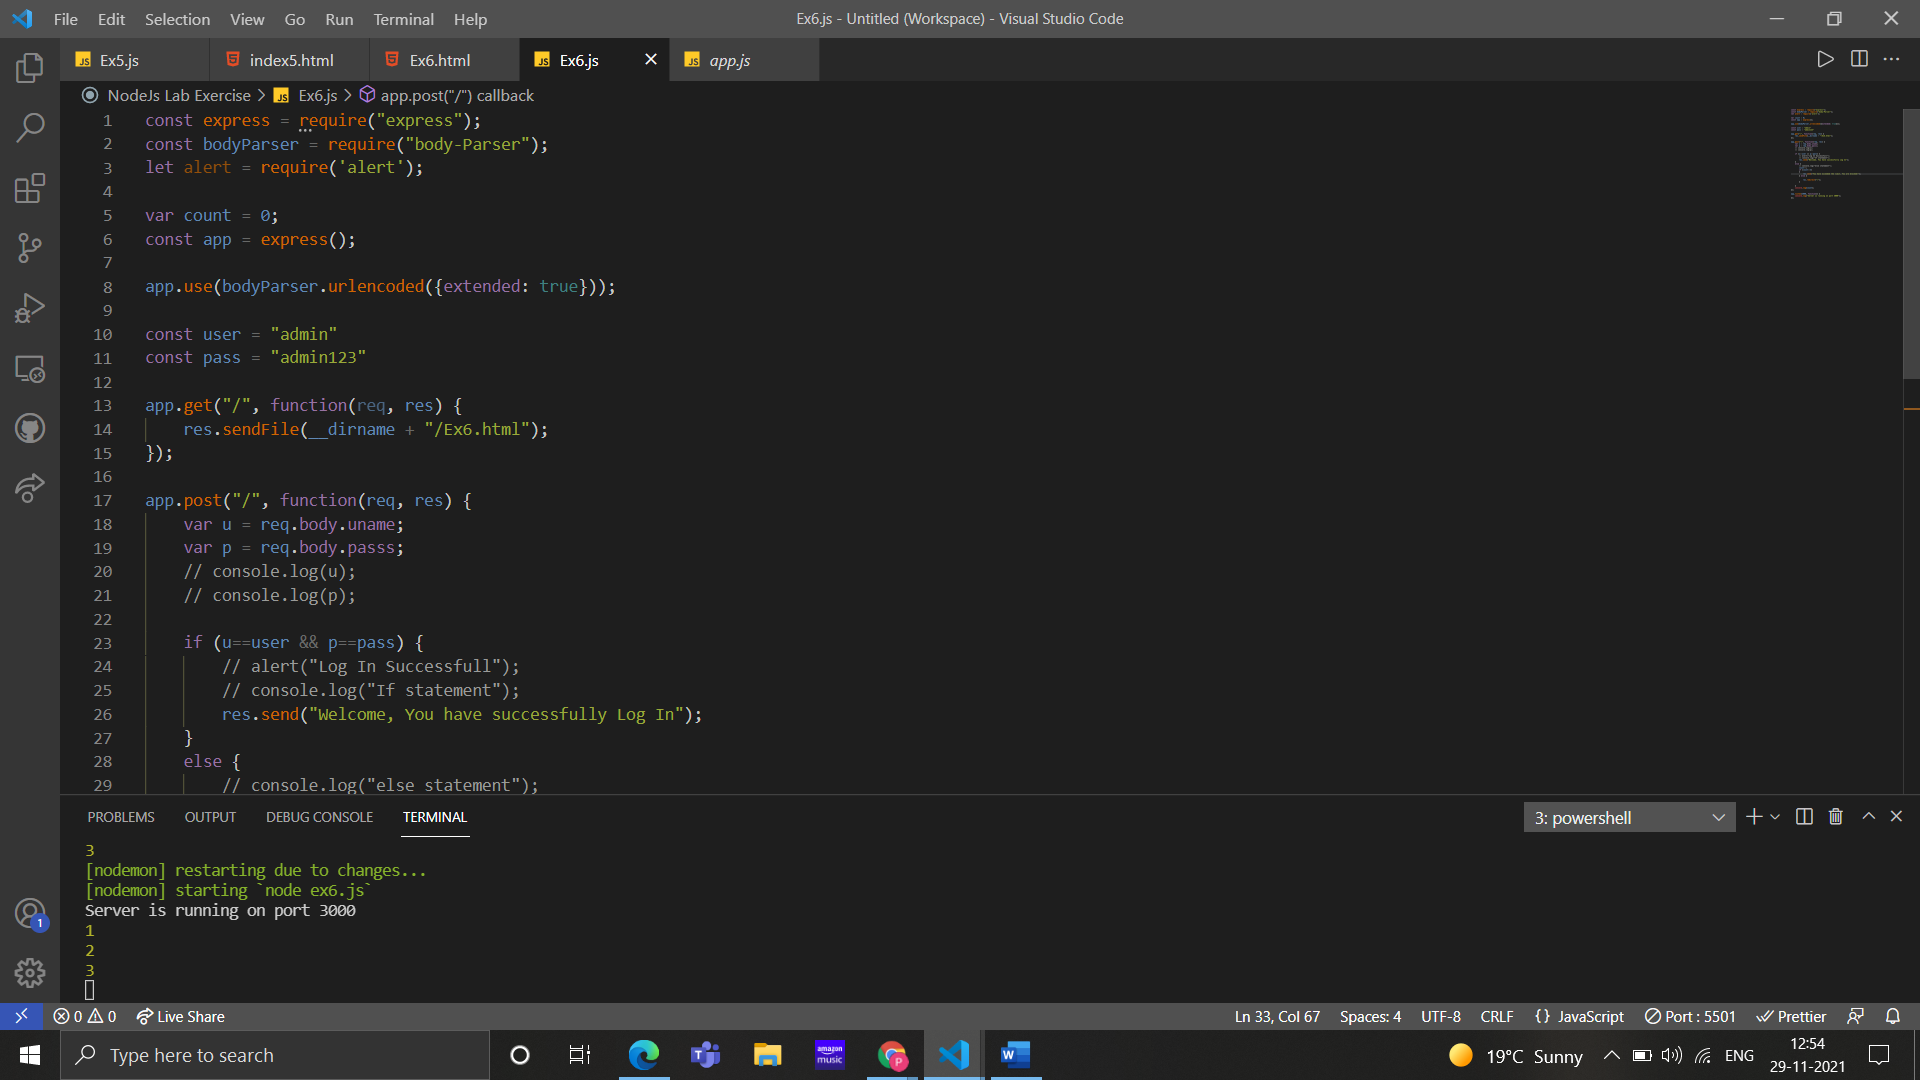 File Edit Selection View Go Run Terminal Help
Ex6.js - Untitled (Workspace) - Visual Studio Code
JS Ex5.js
index5.html
Ex6.html
JS Ex6.js
JS app.js
NodeJs Lab Exercise > JS Ex6.js > app.post("/") callback
1 const express = require("express");
2 const bodyParser = require("body-Parser");
3 let alert = require('alert');
4
5 var count = 0;
6 const app = express();
7
8 app.use(bodyParser.urlencoded({extended: true}));
9
10 const user = "admin"
11 const pass = "admin123"
12
13 app.get("/", function(req, res) {
14 res.sendFile(__dirname + "/Ex6.html");
15 });
16
17 app.post("/", function(req, res) {
18 var u = req.body.uname;
19 var p = req.body.passs;
20 // console.log(u);
21 // console.log(p);
22
23 if (u==user && p==pass) {
24 // alert("Log In Successfull");
25 // console.log("If statement");
26 res.send("Welcome, You have successfully Log In");
27 }
28 else {
29 // console.log("else statement");
PROBLEMS OUTPUT DEBUG CONSOLE TERMINAL
3: powershell
3
[nodemon] restarting due to changes...
[nodemon] starting `node ex6.js`
Server is running on port 3000
1
2
3
1
0 0 Live Share
Ln 33, Col 67 Spaces: 4 UTF-8 CRLF {} JavaScript Port : 5501 Prettier
Type here to search
T
amazon music
P
W
19°C Sunny
ENG
12:54
29-11-2021